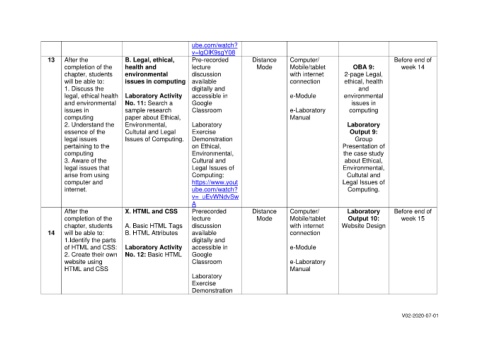 ube.com/watch?
v=IgOIK9sgY08
13
After the
completion of the
chapter, students
will be able to:
1. Discuss the
legal, ethical health
and environmental
issues in
computing
2. Understand the
essence of the
legal issues
pertaining to the
computing
3. Aware of the
legal issues that
arise from using
computer and
internet.
B. Legal, ethical,
health and
environmental
issues in computing
Laboratory Activity
No. 11: Search a
sample research
paper about Ethical,
Environmental,
Cultutal and Legal
Issues of Computing.
Pre-recorded
lecture
discussion
available
digitally and
accessible in
Google
Classroom
Laboratory
Exercise
Demonstration
on Ethical,
Environmental,
Cultural and
Legal Issues of
Computing:
https://www.yout
ube.com/watch?
v=_uEvWNdvSw
A
Distance
Mode
Computer/
Mobile/tablet
with internet
connection
e-Module
e-Laboratory
Manual
OBA 9:
2-page Legal,
ethical, health
and
environmental
issues in
computing
Laboratory
Output 9:
Group
Presentation of
the case study
about Ethical,
Environmental,
Cultutal and
Legal Issues of
Computing.
Before end of
week 14
14
After the
completion of the
chapter, students
will be able to:
1.Identify the parts
of HTML and CSS:
2. Create their own
website using
HTML and CSS
X. HTML and CSS
A. Basic HTML Tags
B. HTML Attributes
Laboratory Activity
No. 12: Basic HTML
Prerecorded
lecture
discussion
available
digitally and
accessible in
Google
Classroom
Laboratory
Exercise
Demonstration
Distance
Mode
Computer/
Mobile/tablet
with internet
connection
e-Module
e-Laboratory
Manual
Laboratory
Output 10:
Website Design
Before end of
week 15
V02-2020-07-01